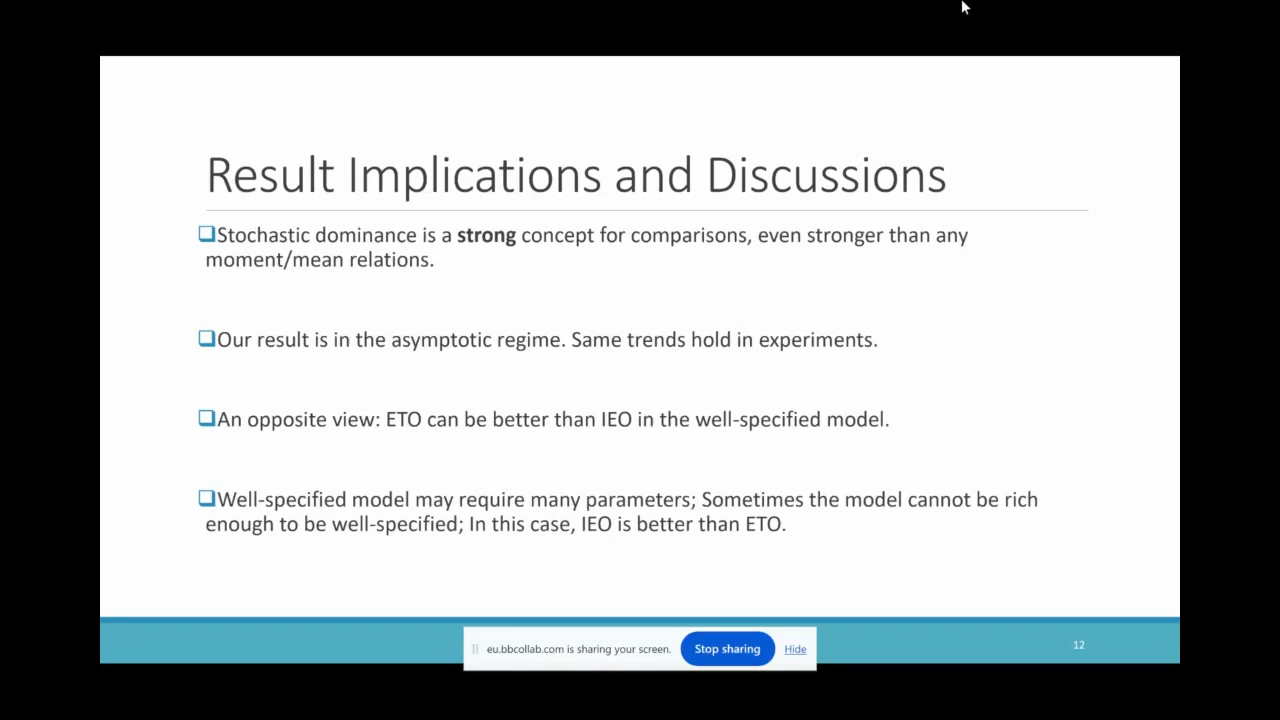 Result Implications and Discussions
❑Stochastic dominance is a strong concept for comparisons, even stronger than any
moment/mean relations.
❑Our result is in the asymptotic regime. Same trends hold in experiments.
❑An opposite view: ETO can be better than IEO in the well-specified model.
❑Well-specified model may require many parameters; Sometimes the model cannot be rich
enough to be well-specified; In this case, IEO is better than ETO.
eu.bbcollab.com is sharing your screen. Stop sharing Hide
12